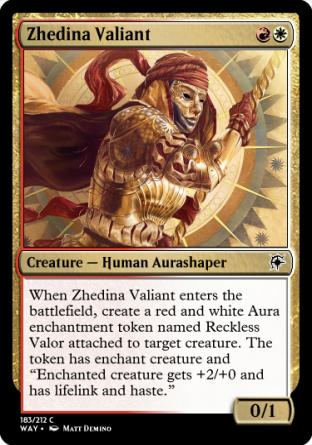 Zhedina Valiant
Creature — Human Aurashaper
When Zhedina Valiant enters the
battlefield, create a red and white Aura
enchantment token named Reckless
Valor attached to target creature. The
token has enchant creature and
“Enchanted creature gets +2/+0 and
has lifelink and haste.”
0/1
183/212 C
WAY • Matt Demino